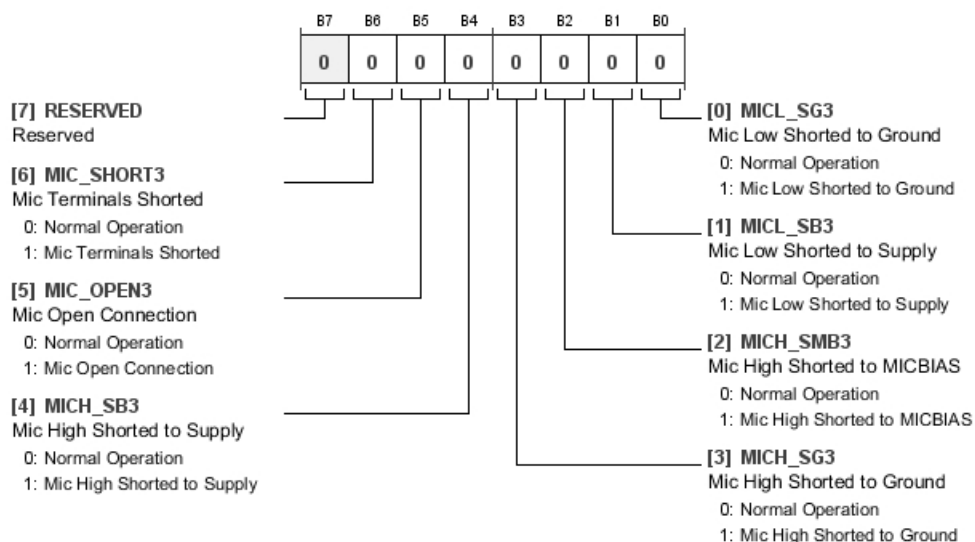 B7 B6 B5 B4 B3 B2 B1 B0
0 0 0 0 0 0 0 0
[7] RESERVED
Reserved
[6] MIC_SHORT3
Mic Terminals Shorted
0: Normal Operation
1: Mic Terminals Shorted
[5] MIC_OPEN3
Mic Open Connection
0: Normal Operation
1: Mic Open Connection
[4] MICH_SB3
Mic High Shorted to Supply
0: Normal Operation
1: Mic High Shorted to Supply
[0] MICL_SG3
Mic Low Shorted to Ground
0: Normal Operation
1: Mic Low Shorted to Ground
[1] MICL_SB3
Mic Low Shorted to Supply
0: Normal Operation
1: Mic Low Shorted to Supply
[2] MICH_SMB3
Mic High Shorted to MICBIAS
0: Normal Operation
1: Mic High Shorted to MICBIAS
[3] MICH_SG3
Mic High Shorted to Ground
0: Normal Operation
1: Mic High Shorted to Ground